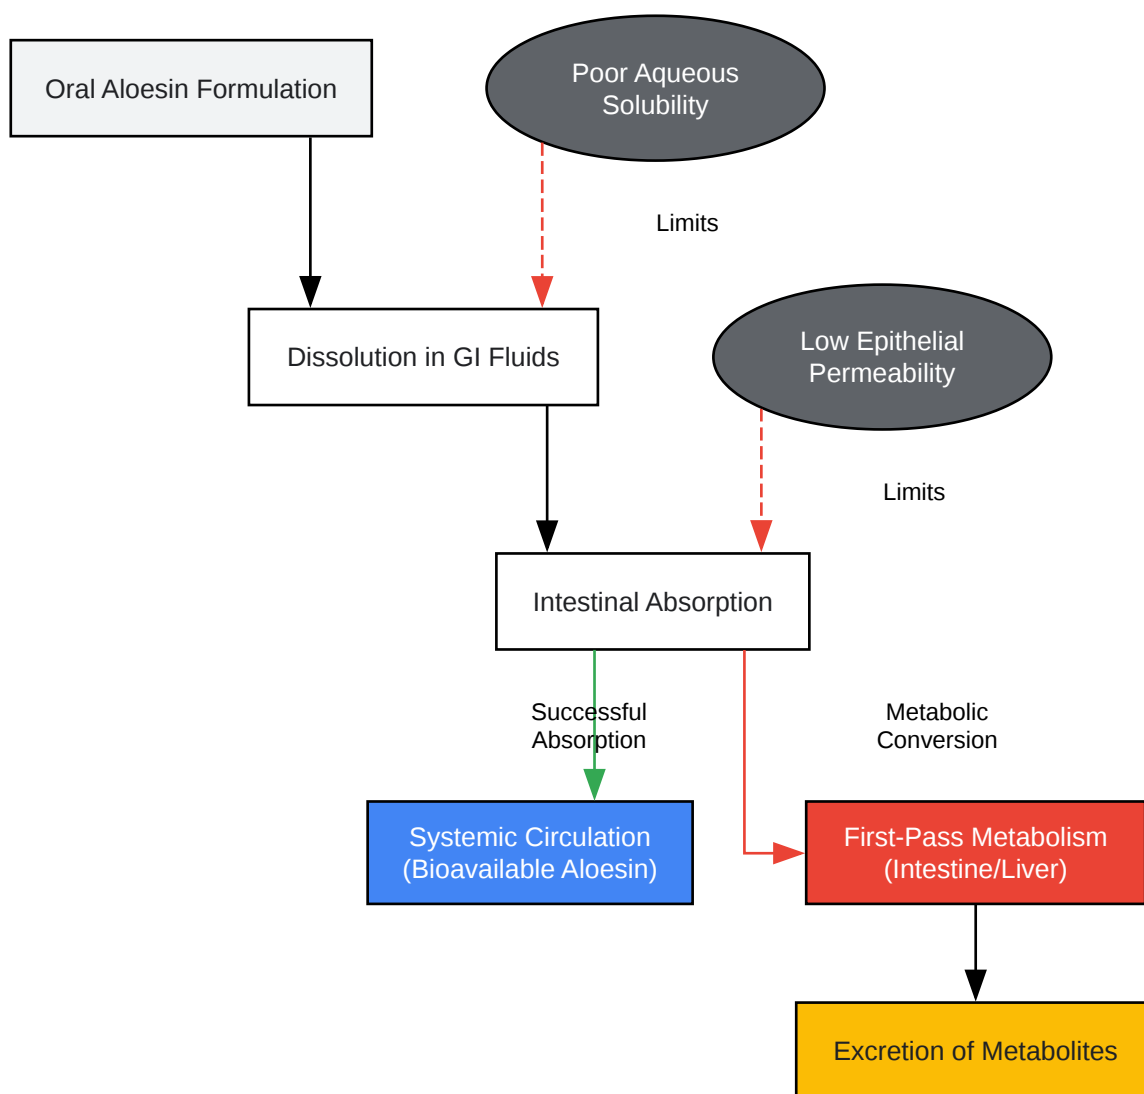 Oral Aloesin Formulation
Poor Aqueous
Solubility
Limits
Dissolution in GI Fluids
Low Epithelial
Permeability
Limits
Intestinal Absorption
Successful
Absorption
Metabolic
Conversion
Systemic Circulation
(Bioavailable Aloesin)
First-Pass Metabolism
(Intestine/Liver)
Excretion of Metabolites